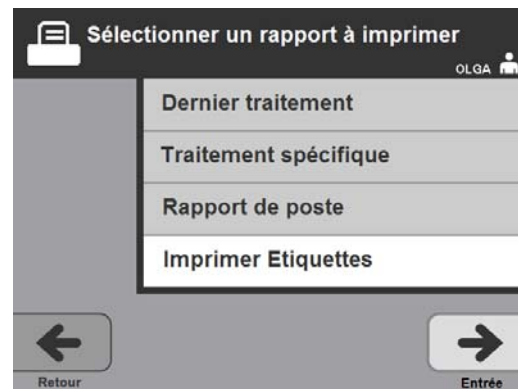 Sélectionner un rapport à imprimer
OLGA
Dernier traitement
Traitement spécifique
Rapport de poste
Imprimer Etiquettes
Retour
Entrée